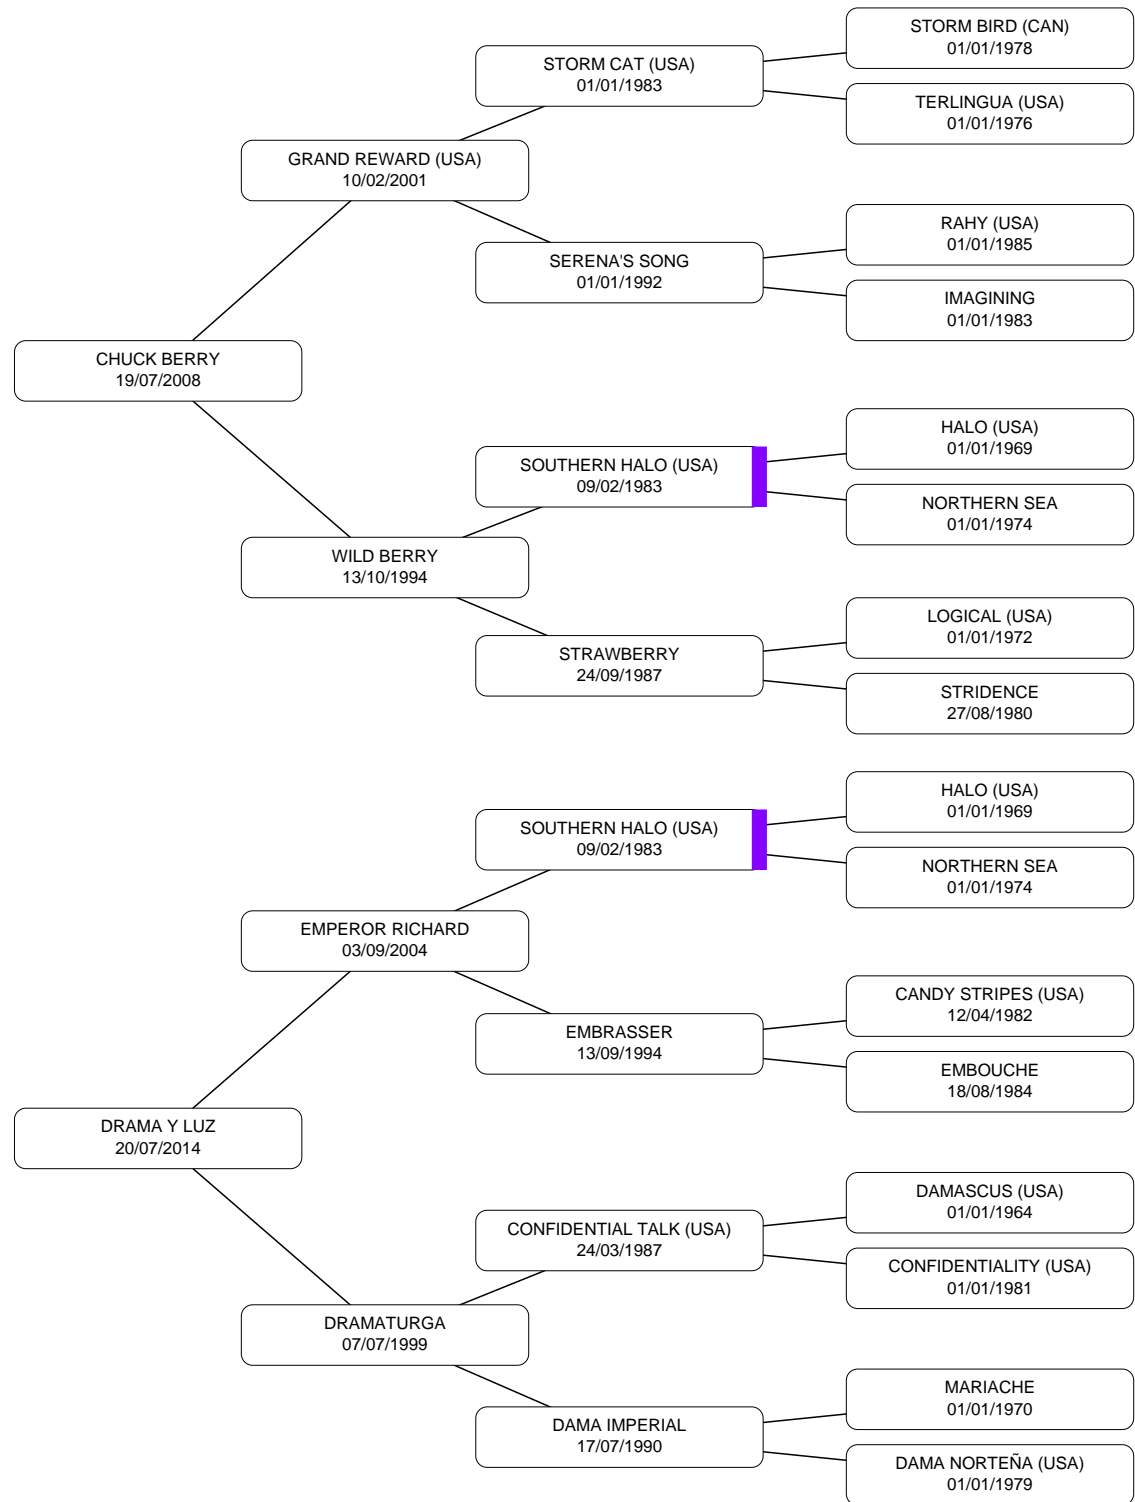 STORM BIRD (CAN)
01/01/1978
STORM CAT (USA)
01/01/1983
TERLINGUA (USA)
01/01/1976
GRAND REWARD (USA)
10/02/2001
RAHY (USA)
01/01/1985
SERENA'S SONG
01/01/1992
IMAGINING
01/01/1983
CHUCK BERRY
19/07/2008
HALO (USA)
01/01/1969
SOUTHERN HALO (USA)
09/02/1983
NORTHERN SEA
01/01/1974
WILD BERRY
13/10/1994
LOGICAL (USA)
01/01/1972
STRAWBERRY
24/09/1987
STRIDENCE
27/08/1980
HALO (USA)
01/01/1969
SOUTHERN HALO (USA)
09/02/1983
NORTHERN SEA
01/01/1974
EMPEROR RICHARD
03/09/2004
CANDY STRIPES (USA)
12/04/1982
EMBRASSER
13/09/1994
EMBOUCHE
18/08/1984
DRAMA Y LUZ
20/07/2014
DAMASCUS (USA)
01/01/1964
CONFIDENTIAL TALK (USA)
24/03/1987
CONFIDENTIALITY (USA)
01/01/1981
DRAMATURGA
07/07/1999
MARIACHE
01/01/1970
DAMA IMPERIAL
17/07/1990
DAMA NORTEÑA (USA)
01/01/1979